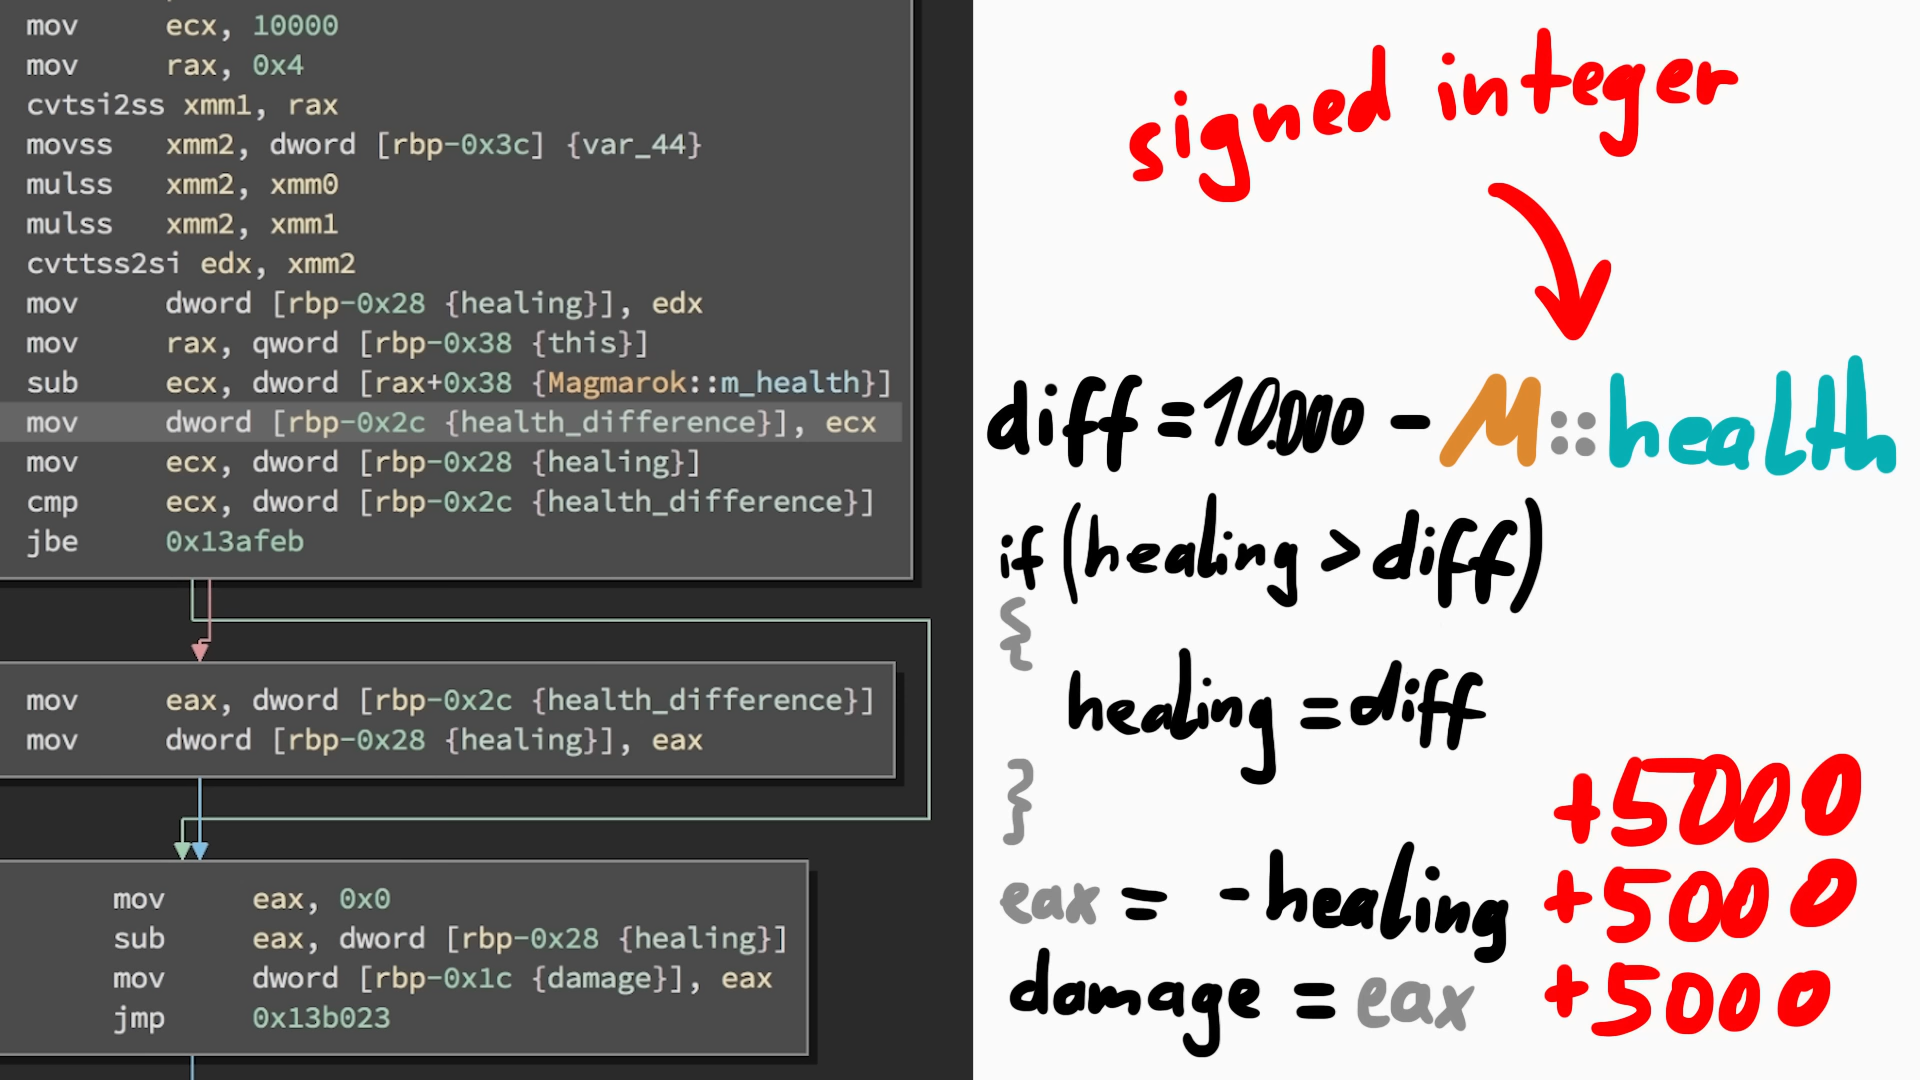 mov ecx, 10000
mov rax, 0x4
cvtsi2ss xmm1, rax
movss xmm2, dword [rbp-0x3c] {var_44}
mulss xmm2, xmm0
mulss xmm2, xmm1
cvttss2si edx, xmm2
mov dword [rbp-0x28 {healing}], edx
mov rax, qword [rbp-0x38 {this}]
sub ecx, dword [rax+0x38 {Magmarok::m_health}]
mov dword [rbp-0x2c {health_difference}], ecx
mov ecx, dword [rbp-0x28 {healing}]
cmp ecx, dword [rbp-0x2c {health_difference}]
jbe 0x13afeb
mov eax, dword [rbp-0x2c {health_difference}]
mov dword [rbp-0x28 {healing}], eax
mov eax, 0x0
sub eax, dword [rbp-0x28 {healing}]
mov dword [rbp-0x1c {damage}], eax
jmp 0x13b023
signed integer
diff = 10.000 - M::health
if (healing > diff)
{
healing = diff
}
eax = -healing
damage = eax
+5000
+5000
+5000